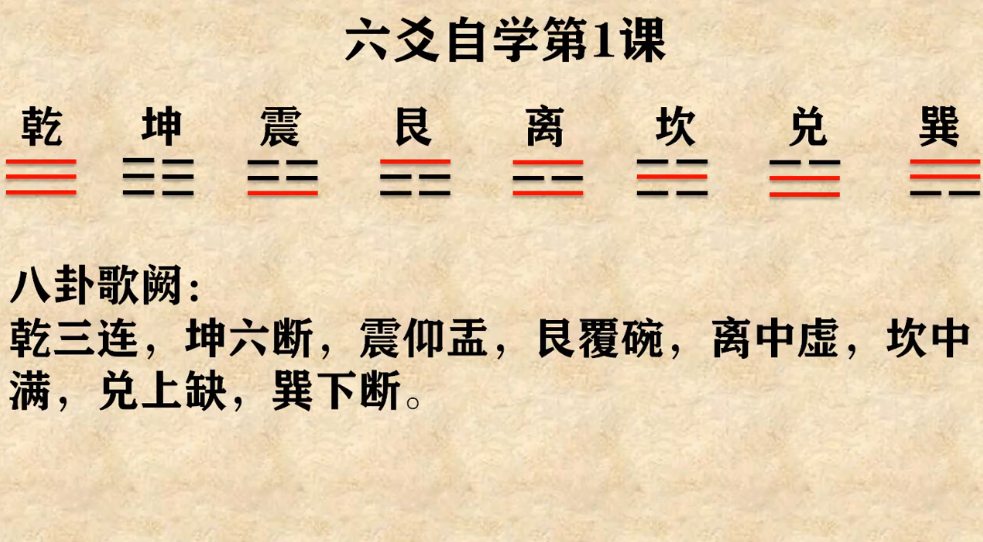 六爻自学第1课
乾 坤 震 艮 离 坎 兑 巽
八卦歌阙：
乾三连，坤六断，震仰盂，艮覆碗，离中虚，坎中
满，兑上缺，巽下断。